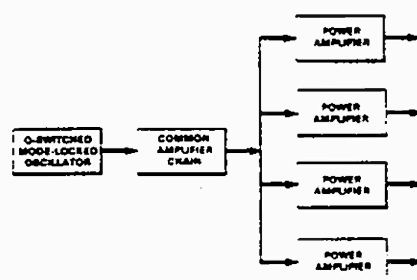 POWER
AMPLIFIER
POWER
AMPLIFIER
Q-SWITCHED
MODE-LOCKED
OSCILLATOR
COMMON
AMPLIFIER
CHAIN
POWER
AMPLIFIER
POWER
AMPLIFIER